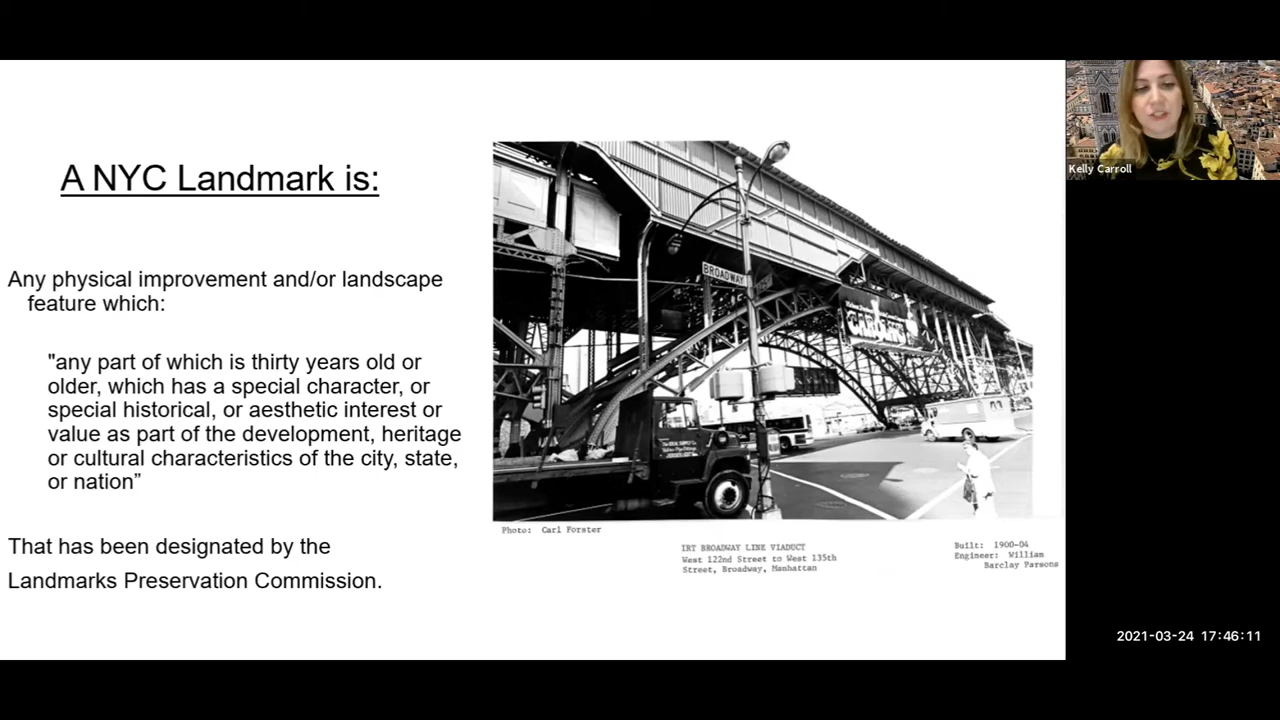 A NYC Landmark is:
Any physical improvement and/or landscape
feature which:
"any part of which is thirty years old or
older, which has a special character, or
special historical, or aesthetic interest or
value as part of the development, heritage
or cultural characteristics of the city, state,
or nation”
That has been designated by the
Landmarks Preservation Commission.
BROADWAY
Photo: Carl Forster
IRT BROADWAY LINE VIADUCT
West 122nd Street to West 135th
Street, Broadway, Manhattan
Built: 1900-04
Engineer: William
Barclay Parsons
Kelly Carroll
2021-03-24 17:46:11